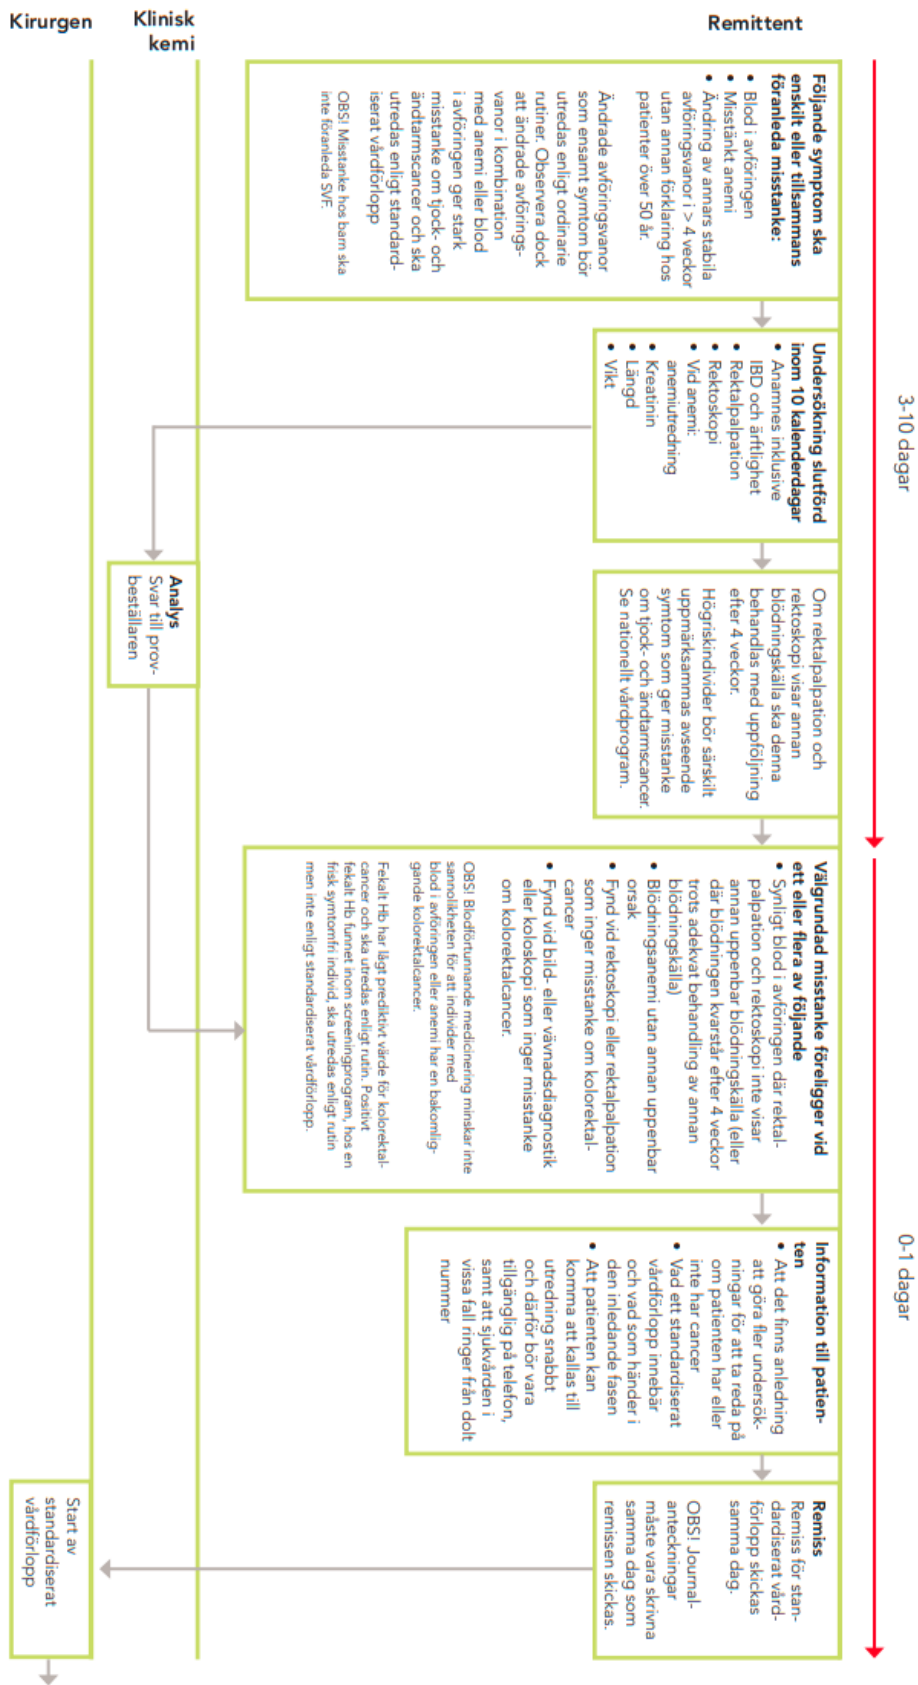 Kirurgen
Klinisk
kemi
Remittent
3-10 dagar
0-1 dagar
Följande symptom ska
enskilt eller tillsammans
föranleda misstanke:
• Blod i avföringen
• Misstänkt anemi
• Ändring av annars stabila
avföringsvanor i > 4 veckor
utan annan förklaring hos
patienter över 50 år.
Ändrade avföringsvanor
som ensamt symtom bör
utredas enligt ordinarie
rutiner. Observera dock
att ändrade avförings-
vanor i kombination
med anemi eller blod
i avföringen ger stark
misstanke om tjock- och
ändtarmscancer och ska
utredas enligt standard-
iserat vårdförlopp
OBS! Misstanke hos barn ska
inte föranleda SVF.
Undersökning slutförd
inom 10 kalenderdagar
• Anamnes inklusive
IBD och ärftlighet
• Rektalpalpation
• Rektoskopi
• Vid anemi:
anemiutredning
• Kreatinin
• Längd
• Vikt
Om rektalpalpation och
rektoskopi visar annan
blödningskälla ska denna
behandlas med uppföljning
efter 4 veckor.
Högriskindivider bör särskilt
uppmärksammas avseende
symtom som ger misstanke
om tjock- och ändtarmscancer.
Se nationellt vårdprogram.
Analys
Svar till prov-
beställaren
Välgrundad misstanke föreligger vid
ett eller flera av följande
• Synligt blod i avföringen där rektal-
palpation och rektoskopi inte visar
annan uppenbar blödningskälla (eller
där blödningen kvarstår efter 4 veckor
trots adekvat behandling av annan
blödningskälla)
• Blödningsanemi utan annan uppenbar
orsak
• Fynd vid rektoskopi eller rektalpalpation
som inger misstanke om kolorektal-
cancer
• Fynd vid bild- eller vävnadsdiagnostik
eller koloskopi som inger misstanke
om kolorektalcancer.
OBS! Blodförtunnande medicinering minskar inte
sannolikheten för att individer med
blod i avföringen eller anemi har en bakomlig-
gande kolorektalcancer.
Fekalt Hb har lågt prediktivt värde för kolorektal-
cancer och ska utredas enligt rutin. Positivt
fekalt Hb funnet inom screeningprogram, hos en
frisk symtomfri individ, ska utredas enligt rutin
men inte enligt standardiserat vårdförlopp.
Information till patien-
ten
• Att det finns anledning
att göra fler undersök-
ningar för att ta reda på
om patienten har eller
inte har cancer
• Vad ett standardiserat
vårdförlopp innebär
och vad som händer i
den inledande fasen
• Att patienten kan
komma att kallas till
utredning snabbt
och därför bör vara
tillgänglig på telefon,
samt att sjukvården i
vissa fall ringer från dolt
nummer
Remiss
Remiss för stan-
dardiserat vård-
förlopp skickas
samma dag.
OBS! Journal-
anteckningar
måste vara skrivna
samma dag som
remissen skickas.
Start av
standardiserat
vårdförlopp